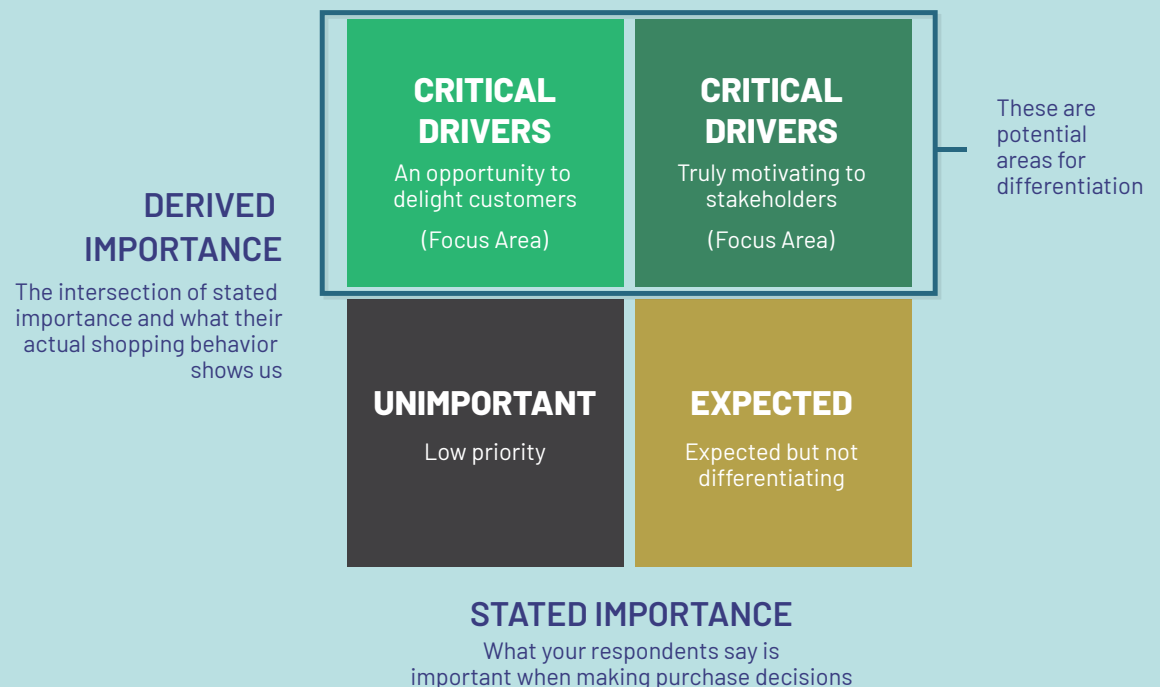 CRITICAL
DRIVERS
An opportunity to
delight customers
(Focus Area)
CRITICAL
DRIVERS
Truly motivating to
stakeholders
(Focus Area)
These are
potential
areas for
differentiation
DERIVED
IMPORTANCE
The intersection of stated
importance and what their
actual shopping behavior
shows us
UNIMPORTANT
Low priority
EXPECTED
Expected but not
differentiating
STATED IMPORTANCE
What your respondents say is
important when making purchase decisions